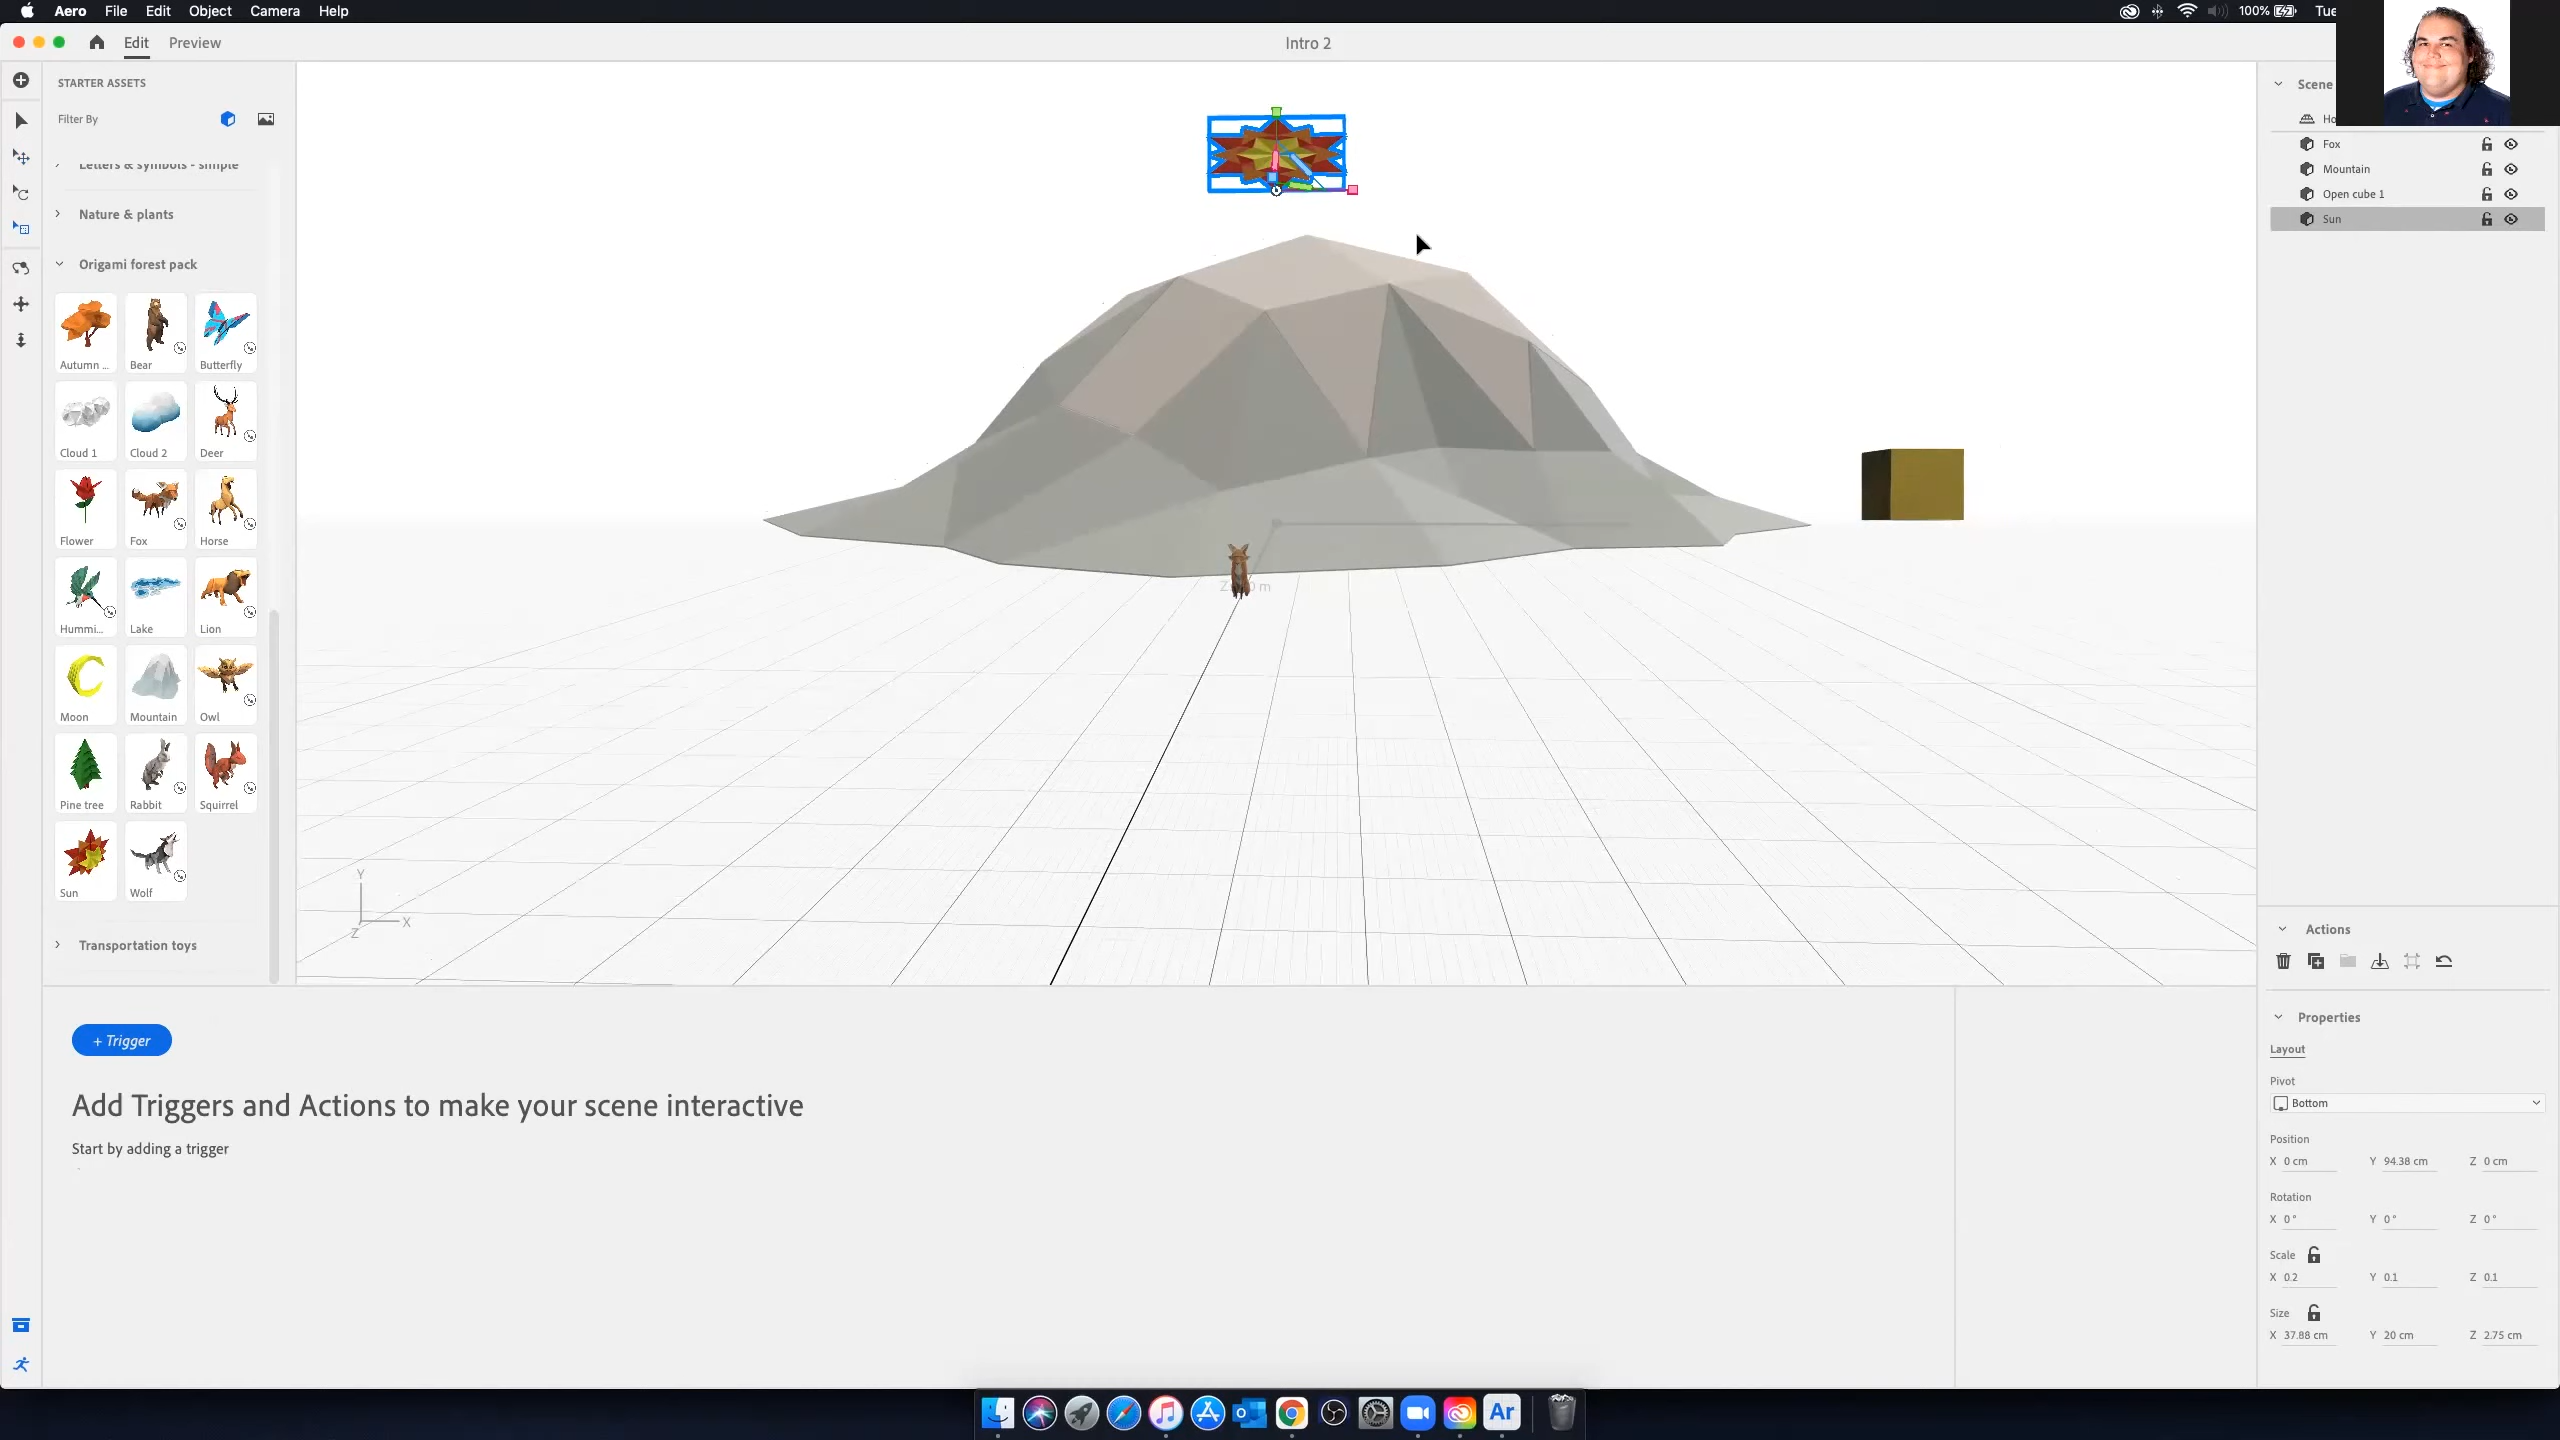 Aero File Edit Object Camera Help 100% Tue
Edit Preview Intro 2
STARTER ASSETS
Filter By
Letters & symbols - simple
Nature & plants
Origami forest pack
Autumn ... Bear Butterfly
Cloud 1 Cloud 2 Deer
Flower Fox Horse
Hummi... Lake Lion
Moon Mountain Owl
Pine tree Rabbit Squirrel
Sun Wolf
Transportation toys
Y
X
Z
Scene
Ho
Fox
Mountain
Open cube 1
Sun
Actions
Properties
Layout
Pivot
Bottom
Position
X 0 cm Y 94.38 cm Z 0 cm
Rotation
X 0° Y 0° Z 0°
Scale
X 0.2 Y 0.1 Z 0.1
Size
X 37.88 cm Y 20 cm Z 2.75 cm
+ Trigger
Add Triggers and Actions to make your scene interactive
Start by adding a trigger
Ar